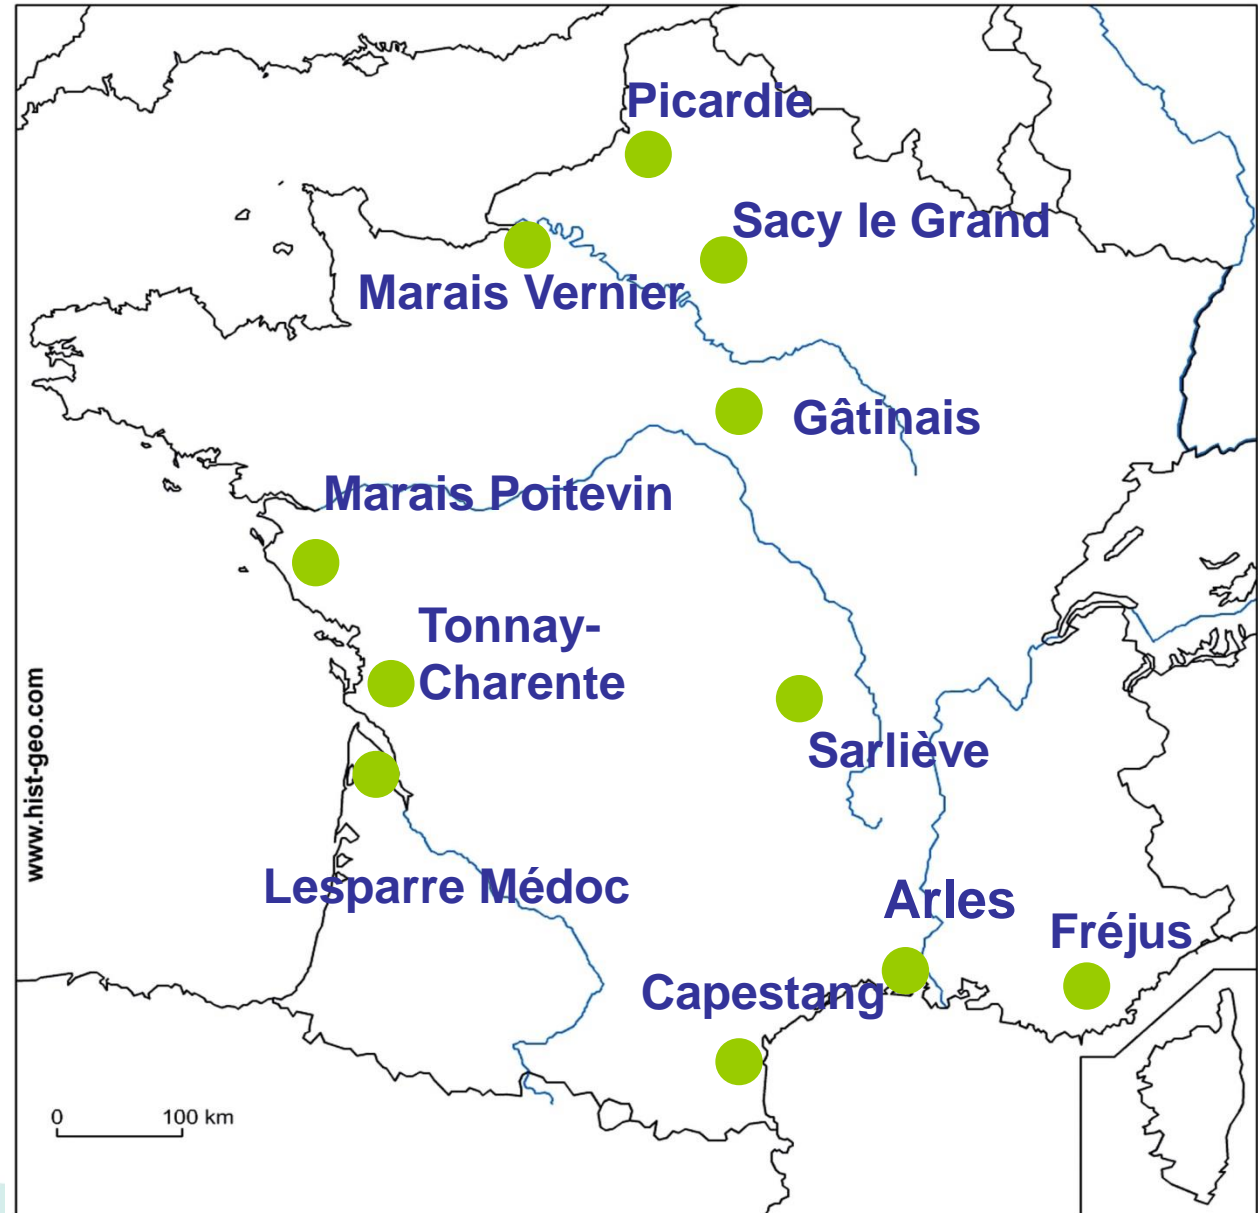 Picardie
Sacy le Grand
Marais Vernier
Gâtinais
Marais Poitevin
Tonnay-
Charente
Sarliève
Lesparre Médoc
Arles
Fréjus
Capestang
www.hist-geo.com
0 100 km